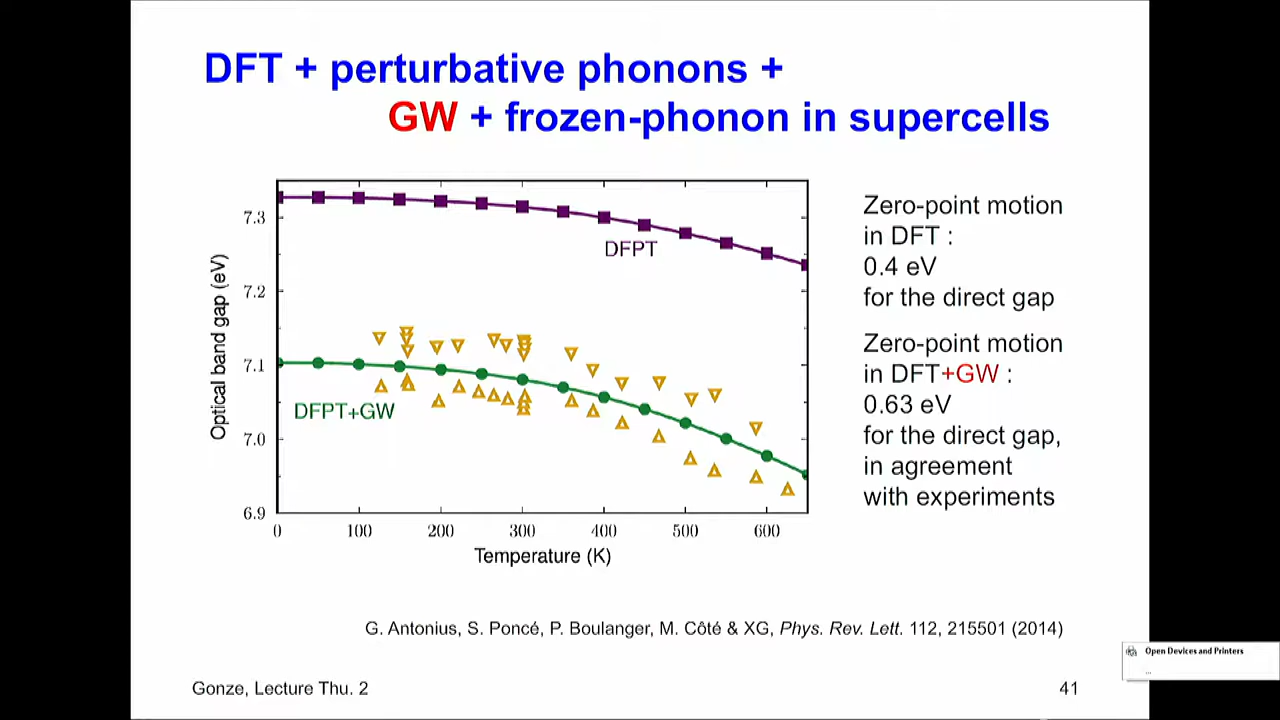 DFT + perturbative phonons +
GW + frozen-phonon in supercells
7.3
7.2
7.1
7.0
6.9
Optical band gap (eV)
DFPT
DFPT+GW
0 100 200 300 400 500 600
Temperature (K)
Zero-point motion
in DFT :
0.4 eV
for the direct gap
Zero-point motion
in DFT+GW :
0.63 eV
for the direct gap,
in agreement
with experiments
G. Antonius, S. Poncé, P. Boulanger, M. Côté & XG, Phys. Rev. Lett. 112, 215501 (2014)
Open Devices and Printers
...
Gonze, Lecture Thu. 2
41